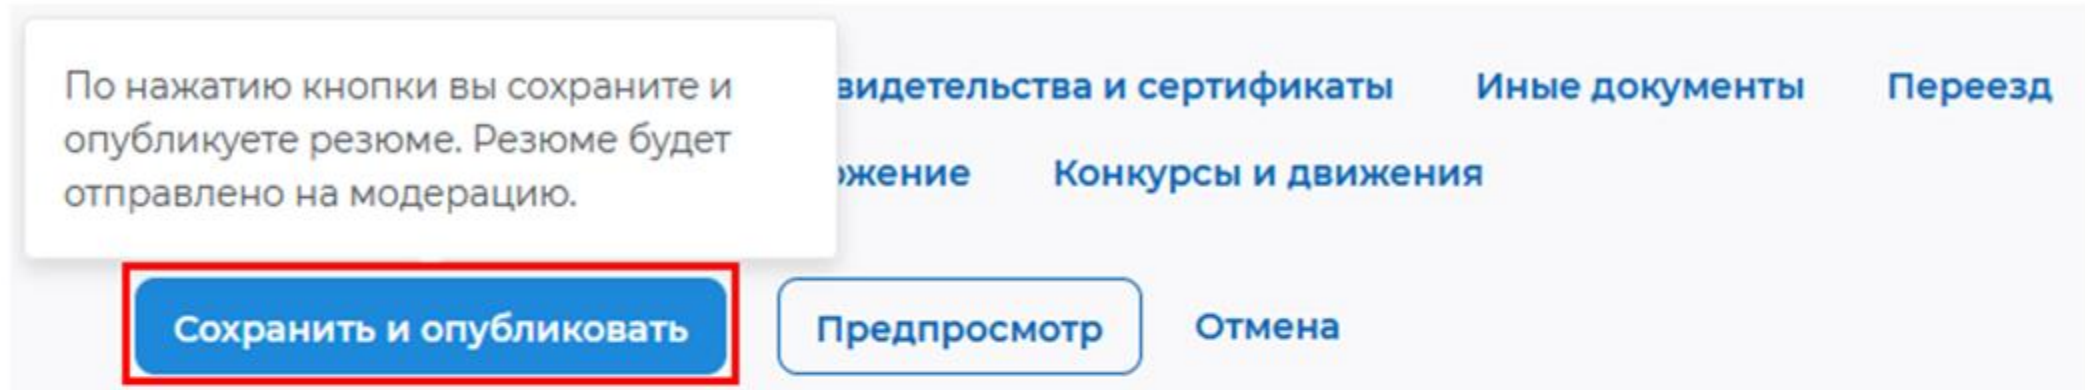 По нажатию кнопки вы сохраните и
опубликуете резюме. Резюме будет
отправлено на модерацию.
видетельства и сертификаты Иные документы Переезд
жение Конкурсы и движения
Сохранить и опубликовать Предпросмотр Отмена